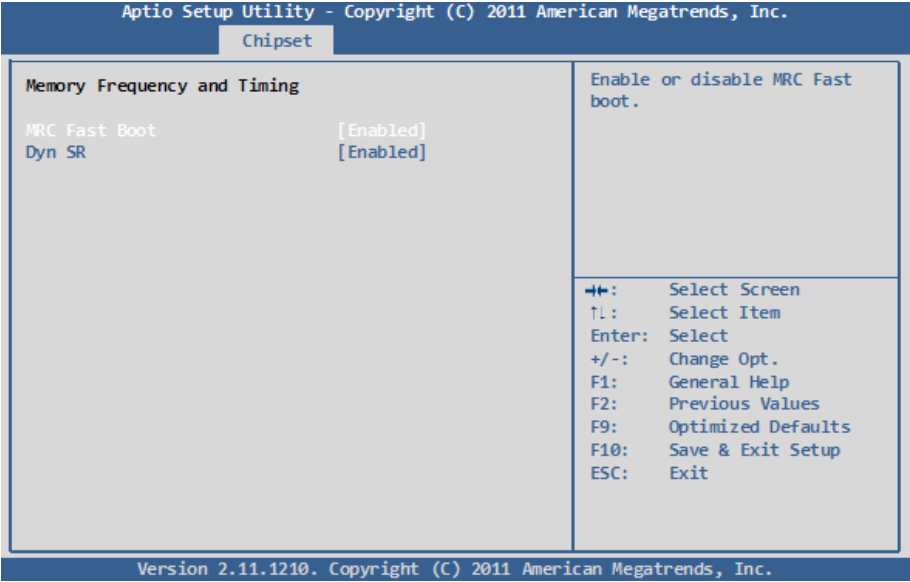 Aptio Setup Utility - Copyright (C) 2011 American Megatrends, Inc.
Chipset
Memory Frequency and Timing
MRC Fast Boot [Enabled]
Dyn SR [Enabled]
Enable or disable MRC Fast
boot.
→←: Select Screen
↑↓: Select Item
Enter: Select
+/-: Change Opt.
F1: General Help
F2: Previous Values
F9: Optimized Defaults
F10: Save & Exit Setup
ESC: Exit
Version 2.11.1210. Copyright (C) 2011 American Megatrends, Inc.